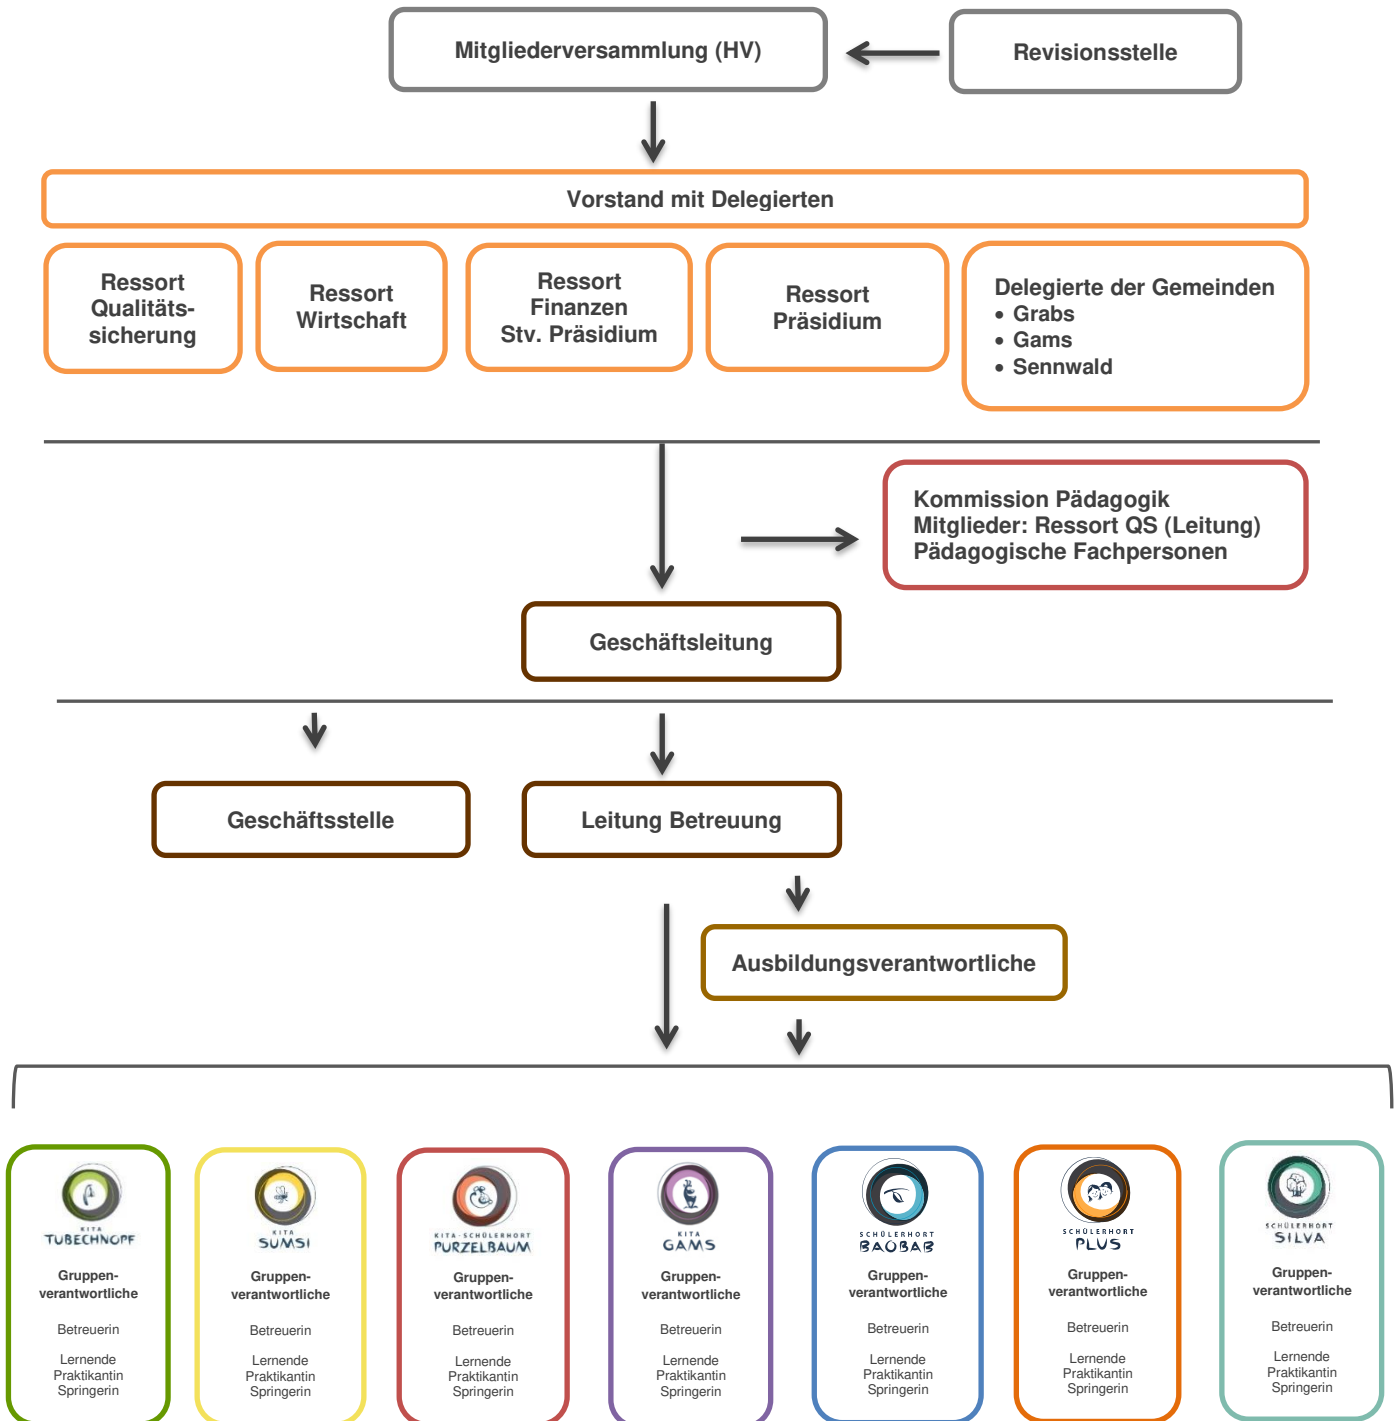 Mitgliederversammlung (HV)
Revisionsstelle
Vorstand mit Delegierten
Ressort
Qualitäts-
sicherung
Ressort
Wirtschaft
Ressort
Finanzen
Stv. Präsidium
Ressort
Präsidium
Delegierte der Gemeinden
• Grabs
• Gams
• Sennwald
Kommission Pädagogik
Mitglieder: Ressort QS (Leitung)
Pädagogische Fachpersonen
Geschäftsleitung
Geschäftsstelle
Leitung Betreuung
Ausbildungsverantwortliche
KITA
TUBECHNOPF
Gruppen-
verantwortliche
Betreuerin
Lernende
Praktikantin
Springerin
KITA
SUMSI
Gruppen-
verantwortliche
Betreuerin
Lernende
Praktikantin
Springerin
KITA-SCHÜLERHORT
PURZELBAUM
Gruppen-
verantwortliche
Betreuerin
Lernende
Praktikantin
Springerin
KITA
GAMS
Gruppen-
verantwortliche
Betreuerin
Lernende
Praktikantin
Springerin
SCHÜLERHORT
BAOBAB
Gruppen-
verantwortliche
Betreuerin
Lernende
Praktikantin
Springerin
SCHÜLERHORT
PLUS
Gruppen-
verantwortliche
Betreuerin
Lernende
Praktikantin
Springerin
SCHÜLERHORT
SILVA
Gruppen-
verantwortliche
Betreuerin
Lernende
Praktikantin
Springerin